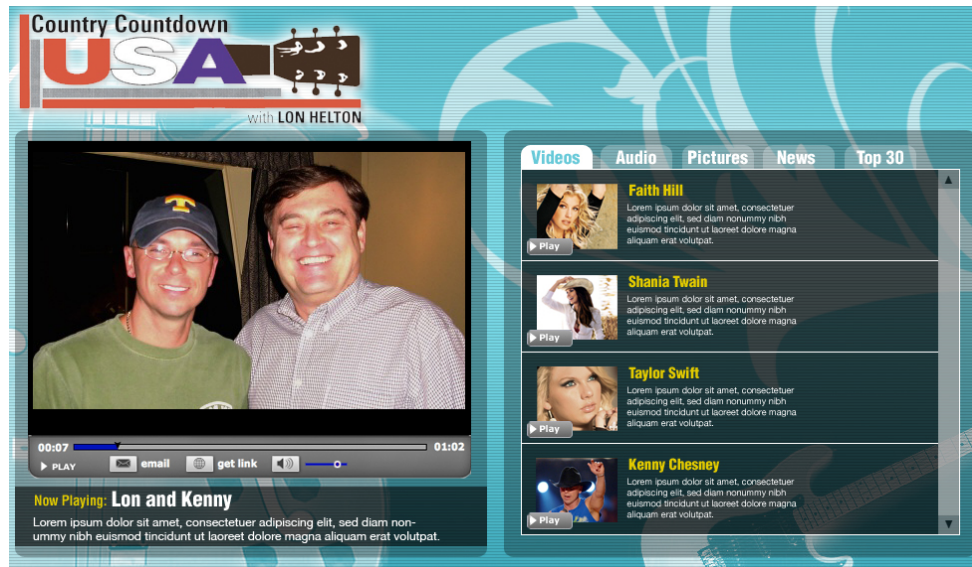 Country Countdown
USA
with LON HELTON
T
00:07
01:02
PLAY
email
get link
Now Playing: Lon and Kenny
Lorem ipsum dolor sit amet, consectetuer adipiscing elit, sed diam non-
ummy nibh euismod tincidunt ut laoreet dolore magna aliquam erat volutpat.
Videos
Audio
Pictures
News
Top 30
Faith Hill
Lorem ipsum dolor sit amet, consectetuer
adipiscing elit, sed diam nonummy nibh
euismod tincidunt ut laoreet dolore magna
aliquam erat volutpat.
Play
Shania Twain
Lorem ipsum dolor sit amet, consectetuer
adipiscing elit, sed diam nonummy nibh
euismod tincidunt ut laoreet dolore magna
aliquam erat volutpat.
Play
Taylor Swift
Lorem ipsum dolor sit amet, consectetuer
adipiscing elit, sed diam nonummy nibh
euismod tincidunt ut laoreet dolore magna
aliquam erat volutpat.
Play
Kenny Chesney
Lorem ipsum dolor sit amet, consectetuer
adipiscing elit, sed diam nonummy nibh
euismod tincidunt ut laoreet dolore magna
aliquam erat volutpat.
Play